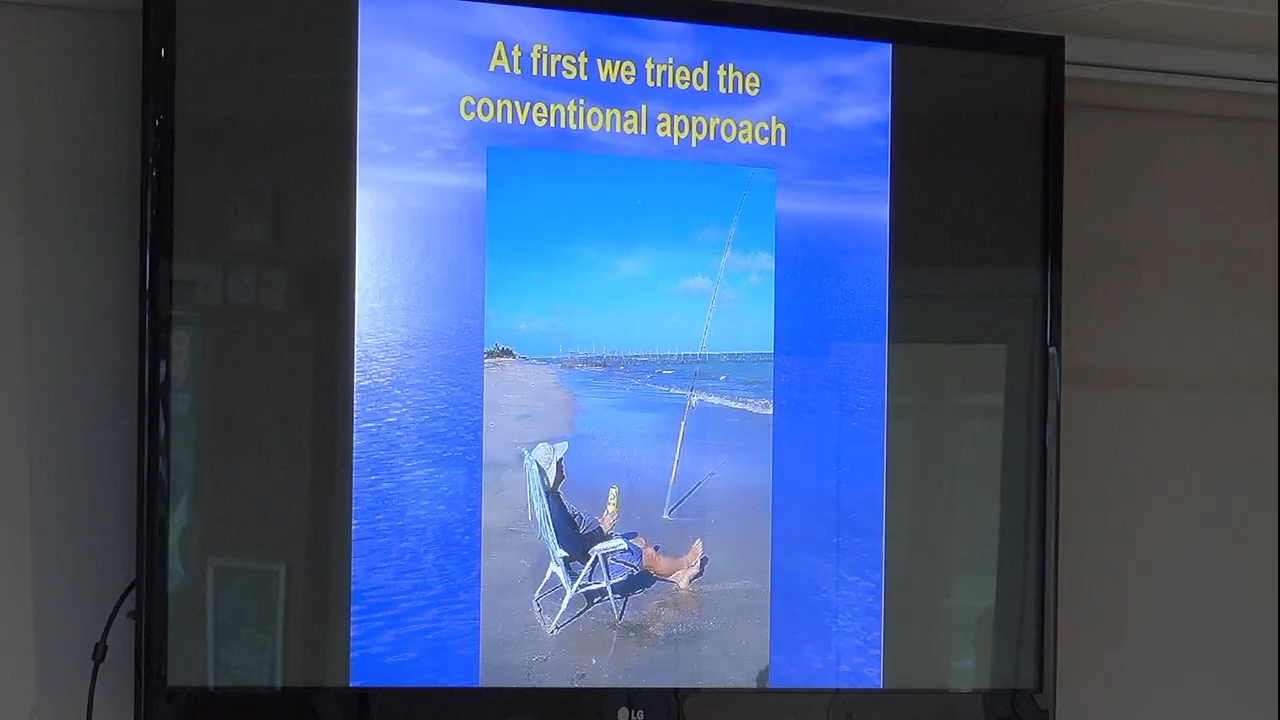 At first we tried the
conventional approach
LG